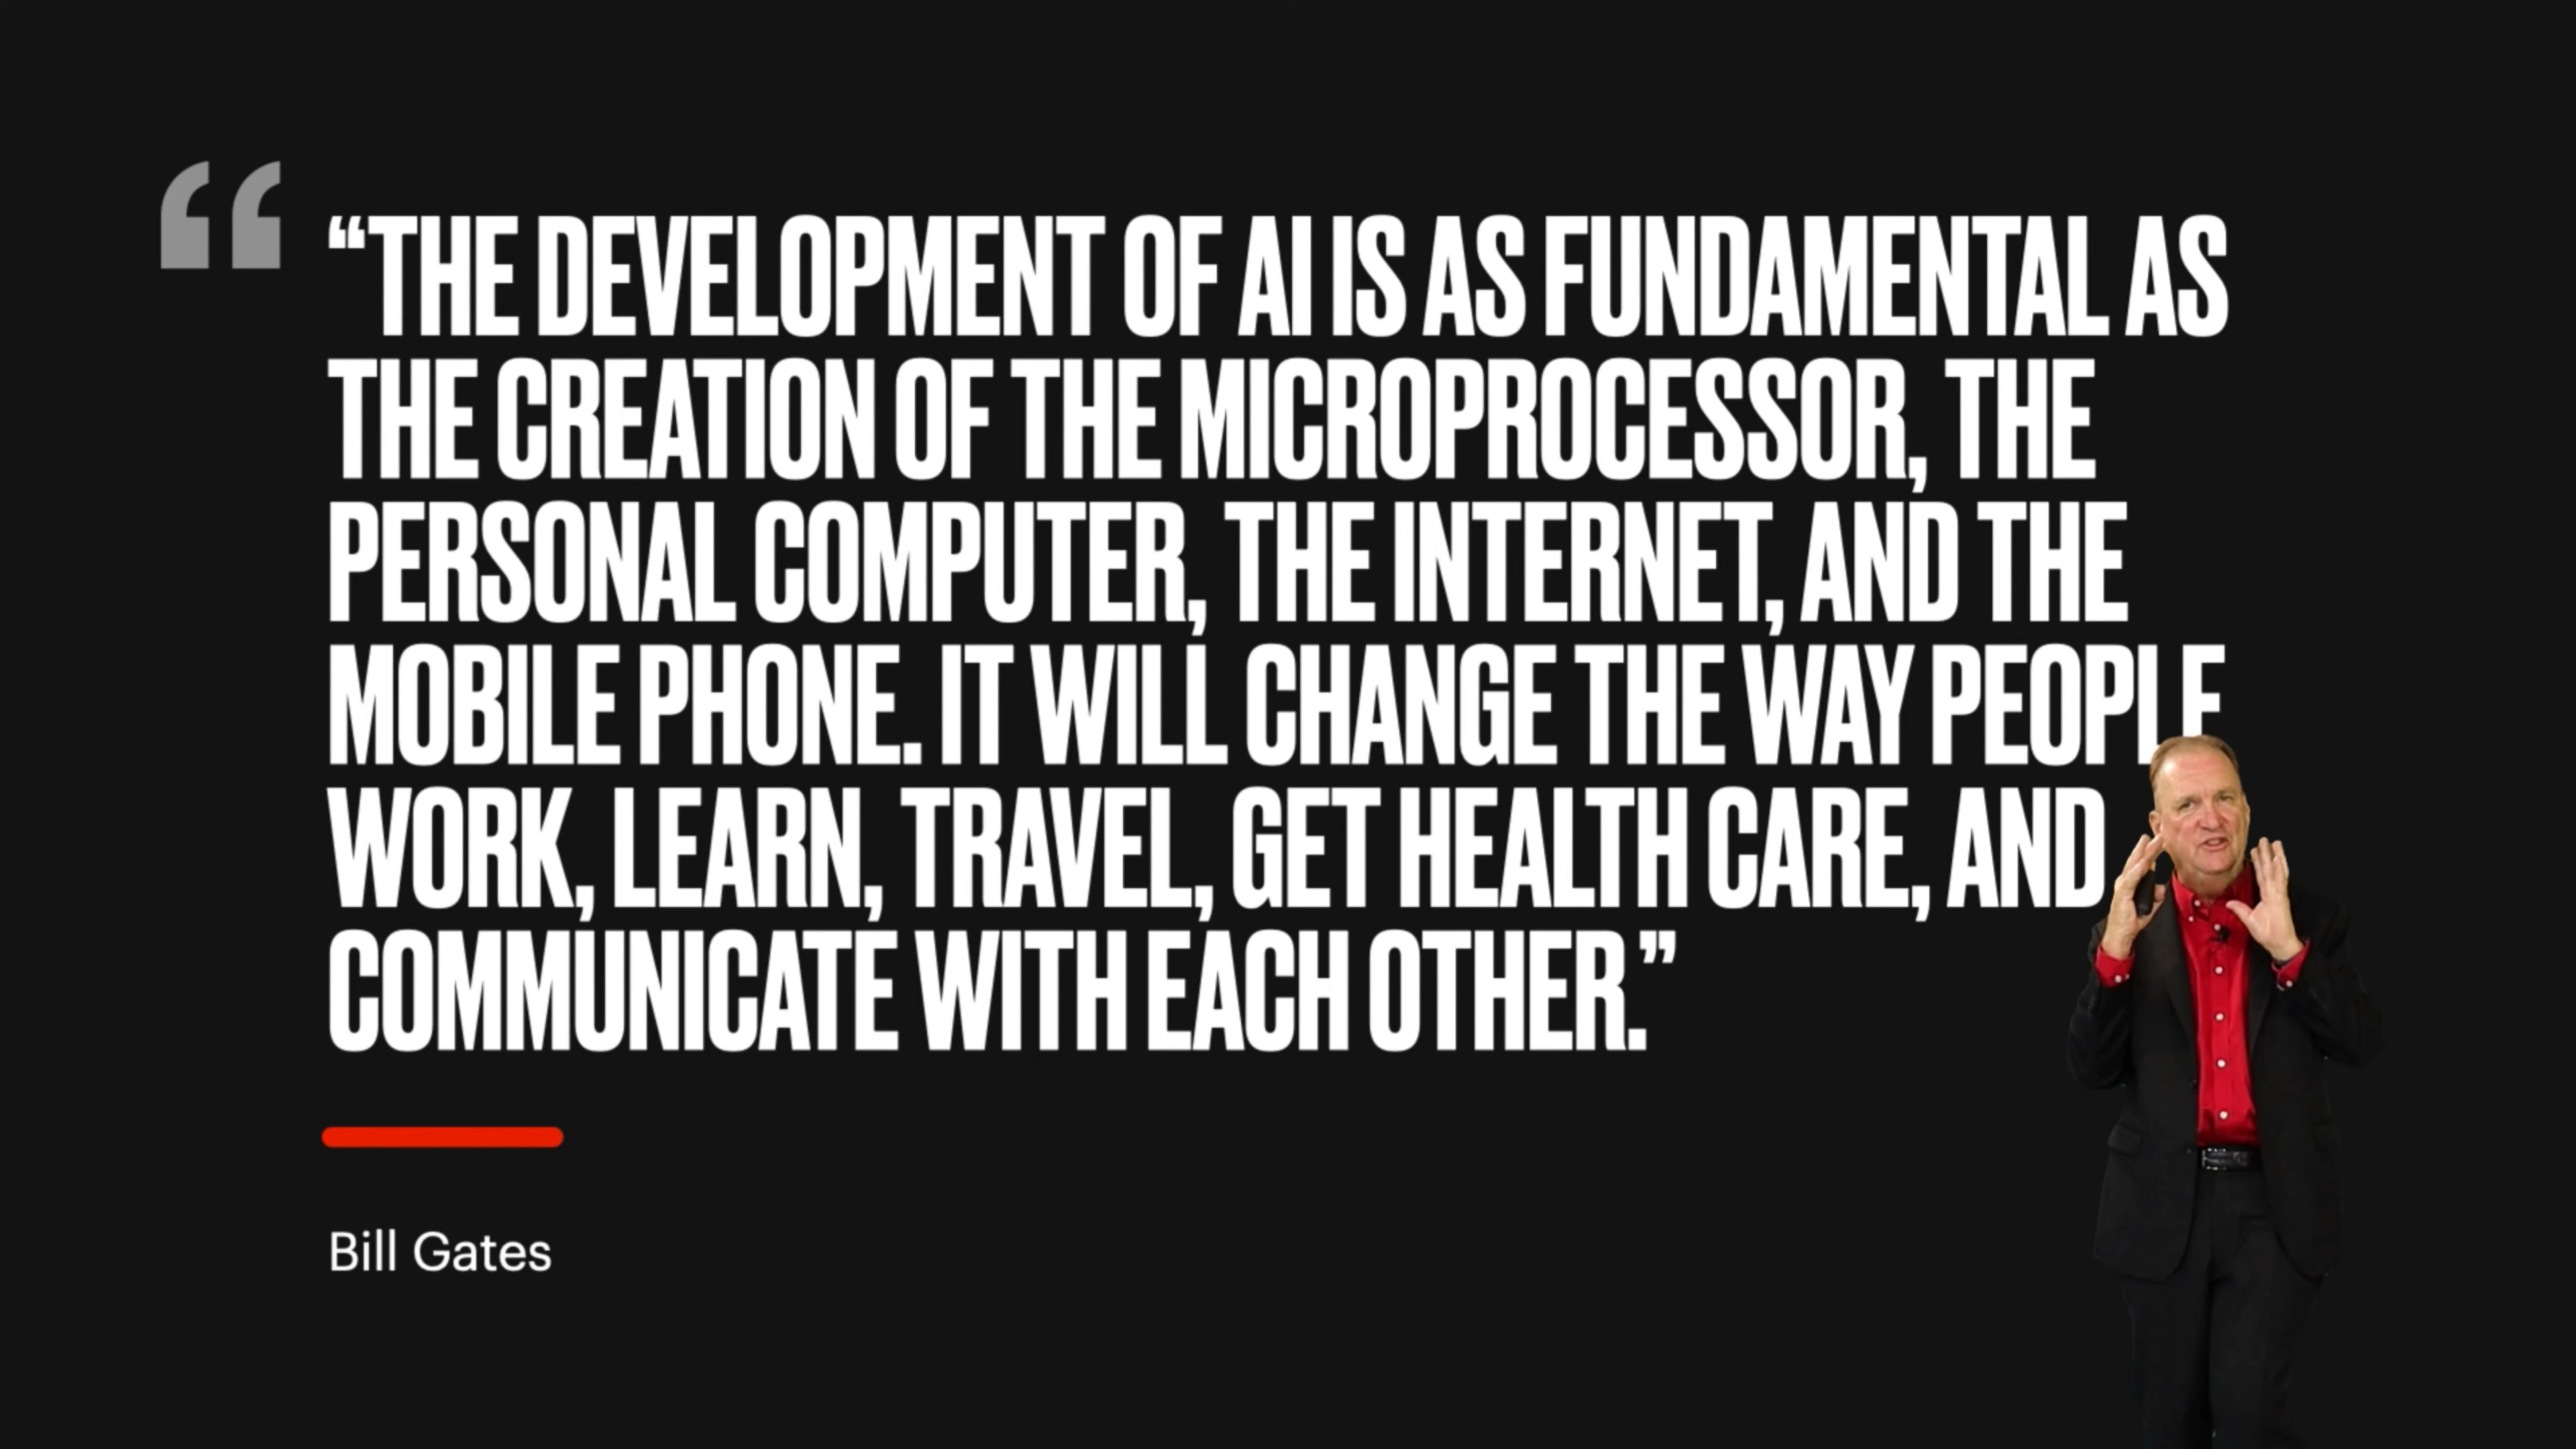 “THE DEVELOPMENT OF AI IS AS FUNDAMENTAL AS
THE CREATION OF THE MICROPROCESSOR, THE
PERSONAL COMPUTER, THE INTERNET, AND THE
MOBILE PHONE. IT WILL CHANGE THE WAY PEOPLE
WORK, LEARN, TRAVEL, GET HEALTH CARE, AND
COMMUNICATE WITH EACH OTHER.”
Bill Gates